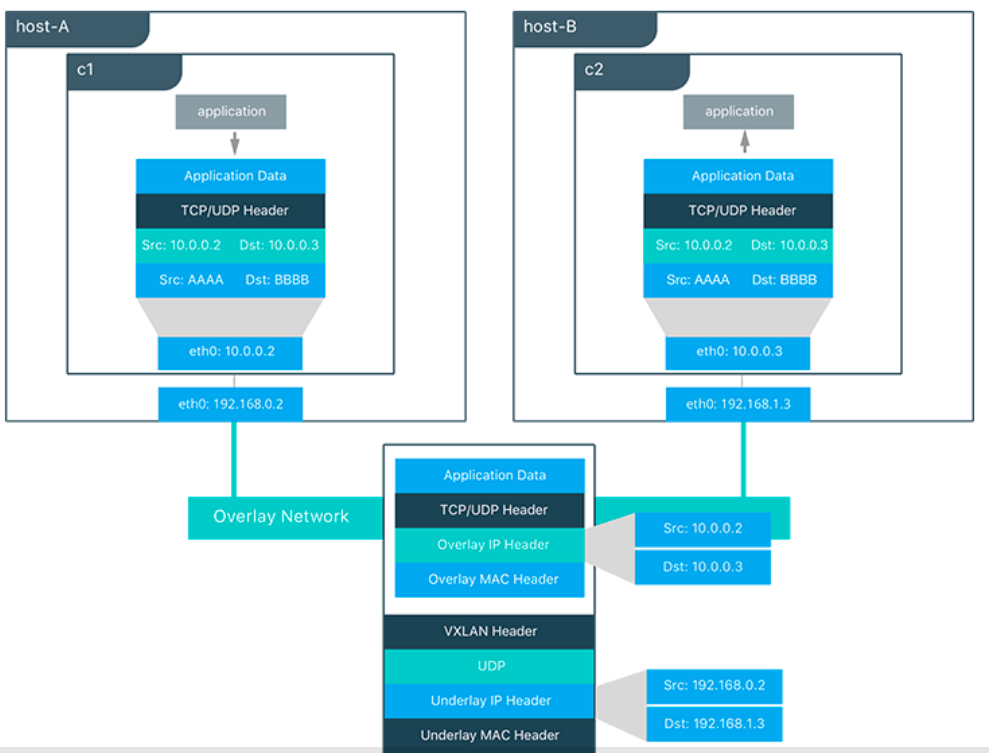 host-A
c1
application
Application Data
TCP/UDP Header
Src: 10.0.0.2 Dst: 10.0.0.3
Src: AAAA Dst: BBBB
eth0: 10.0.0.2
eth0: 192.168.0.2
host-B
c2
application
Application Data
TCP/UDP Header
Src: 10.0.0.2 Dst: 10.0.0.3
Src: AAAA Dst: BBBB
eth0: 10.0.0.3
eth0: 192.168.1.3
Overlay Network
Application Data
TCP/UDP Header
Overlay IP Header
Overlay MAC Header
Src: 10.0.0.2
Dst: 10.0.0.3
VXLAN Header
UDP
Underlay IP Header
Underlay MAC Header
Src: 192.168.0.2
Dst: 192.168.1.3